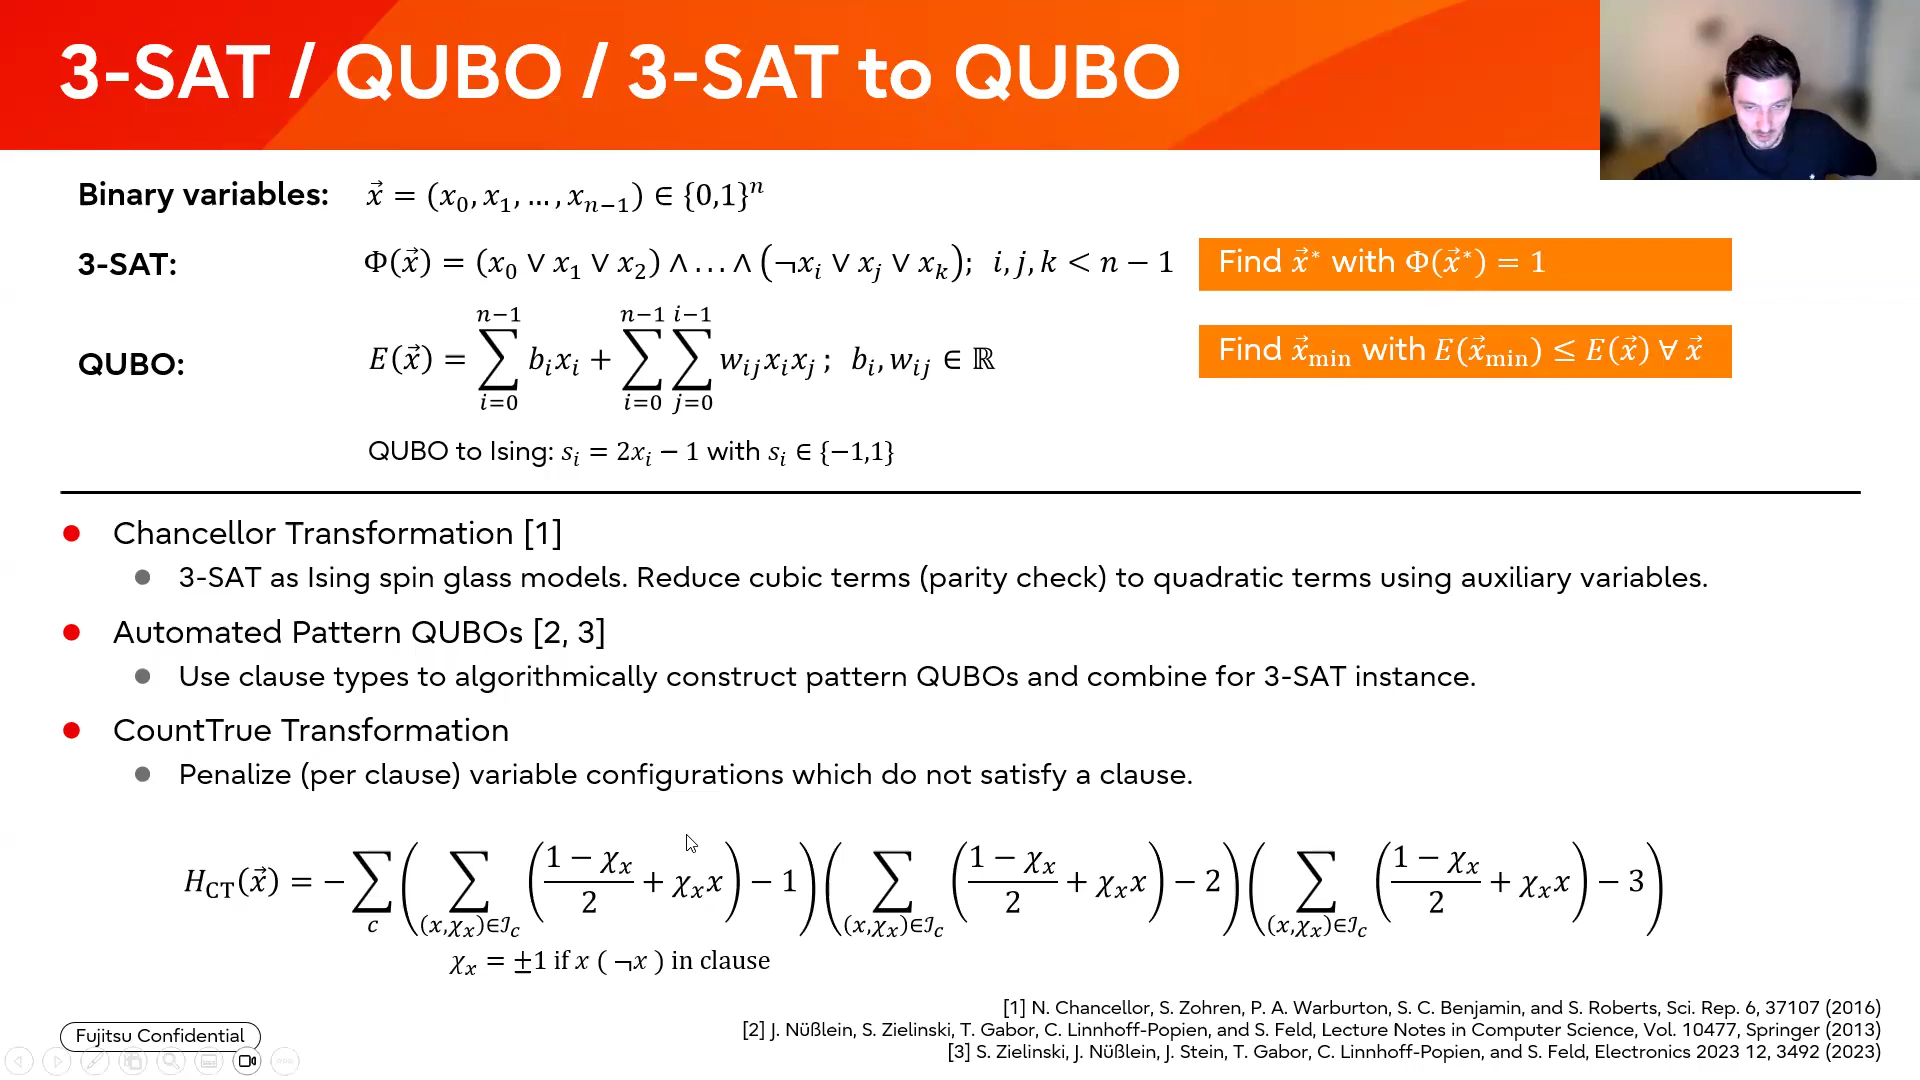 3-SAT / QUBO / 3-SAT to QUBO
Binary variables: x⃗ = (x₀, x₁, …, xₙ₋₁) ∈ {0,1}ⁿ
3-SAT: Φ(x⃗) = (x₀ ∨ x₁ ∨ x₂) ∧ … ∧ (¬xᵢ ∨ xⱼ ∨ xₖ); i, j, k < n − 1
Find x⃗* with Φ(x⃗*) = 1
QUBO: E(x⃗) = ∑_{i=0}^{n−1} bᵢxᵢ + ∑_{i=0}^{n−1} ∑_{j=0}^{i−1} wᵢⱼxᵢxⱼ ; bᵢ, wᵢⱼ ∈ ℝ
Find x⃗_min with E(x⃗_min) ≤ E(x⃗) ∀ x⃗
QUBO to Ising: sᵢ = 2xᵢ − 1 with sᵢ ∈ {−1,1}
● Chancellor Transformation [1]
● 3-SAT as Ising spin glass models. Reduce cubic terms (parity check) to quadratic terms using auxiliary variables.
● Automated Pattern QUBOs [2, 3]
● Use clause types to algorithmically construct pattern QUBOs and combine for 3-SAT instance.
● CountTrue Transformation
● Penalize (per clause) variable configurations which do not satisfy a clause.
H_CT(x⃗) = − ∑_c (∑_{(x,χₓ)∈ℐ_c} ((1 − χₓ)/2 + χₓx) − 1) (∑_{(x,χₓ)∈ℐ_c} ((1 − χₓ)/2 + χₓx) − 2) (∑_{(x,χₓ)∈ℐ_c} ((1 − χₓ)/2 + χₓx) − 3)
χₓ = ±1 if x ( ¬x ) in clause
[1] N. Chancellor, S. Zohren, P. A. Warburton, S. C. Benjamin, and S. Roberts, Sci. Rep. 6, 37107 (2016)
[2] J. Nüßlein, S. Zielinski, T. Gabor, C. Linnhoff-Popien, and S. Feld, Lecture Notes in Computer Science, Vol. 10477, Springer (2013)
[3] S. Zielinski, J. Nüßlein, J. Stein, T. Gabor, C. Linnhoff-Popien, and S. Feld, Electronics 2023 12, 3492 (2023)
Fujitsu Confidential